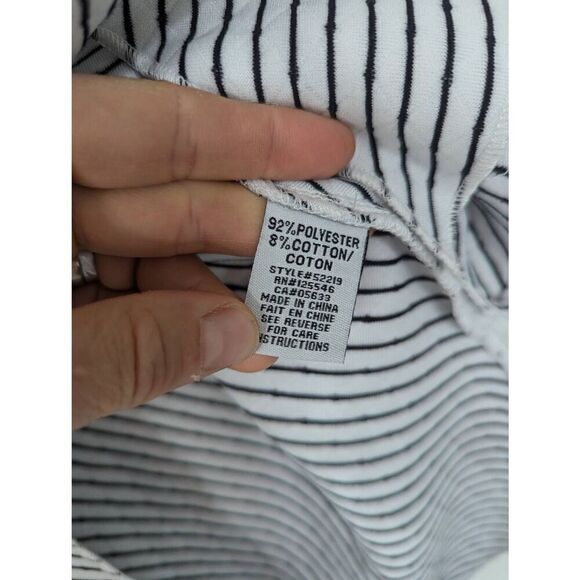 92%POLYESTER
8%COTTON/
COTON
STYLE#52219
RN#125546
CA#05633
MADE IN CHINA
FAIT EN CHINE
SEE REVERSE
FOR CARE
NSTRUCTIONS